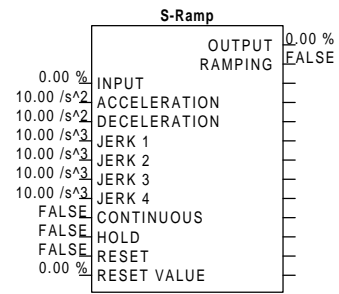 S-Ramp
OUTPUT 0.00 %
RAMPING FALSE
0.00 % INPUT
10.00 /s^2 ACCELERATION
10.00 /s^2 DECELERATION
10.00 /s^3 JERK 1
10.00 /s^3 JERK 2
10.00 /s^3 JERK 3
10.00 /s^3 JERK 4
FALSE CONTINUOUS
FALSE HOLD
FALSE RESET
0.00 % RESET VALUE